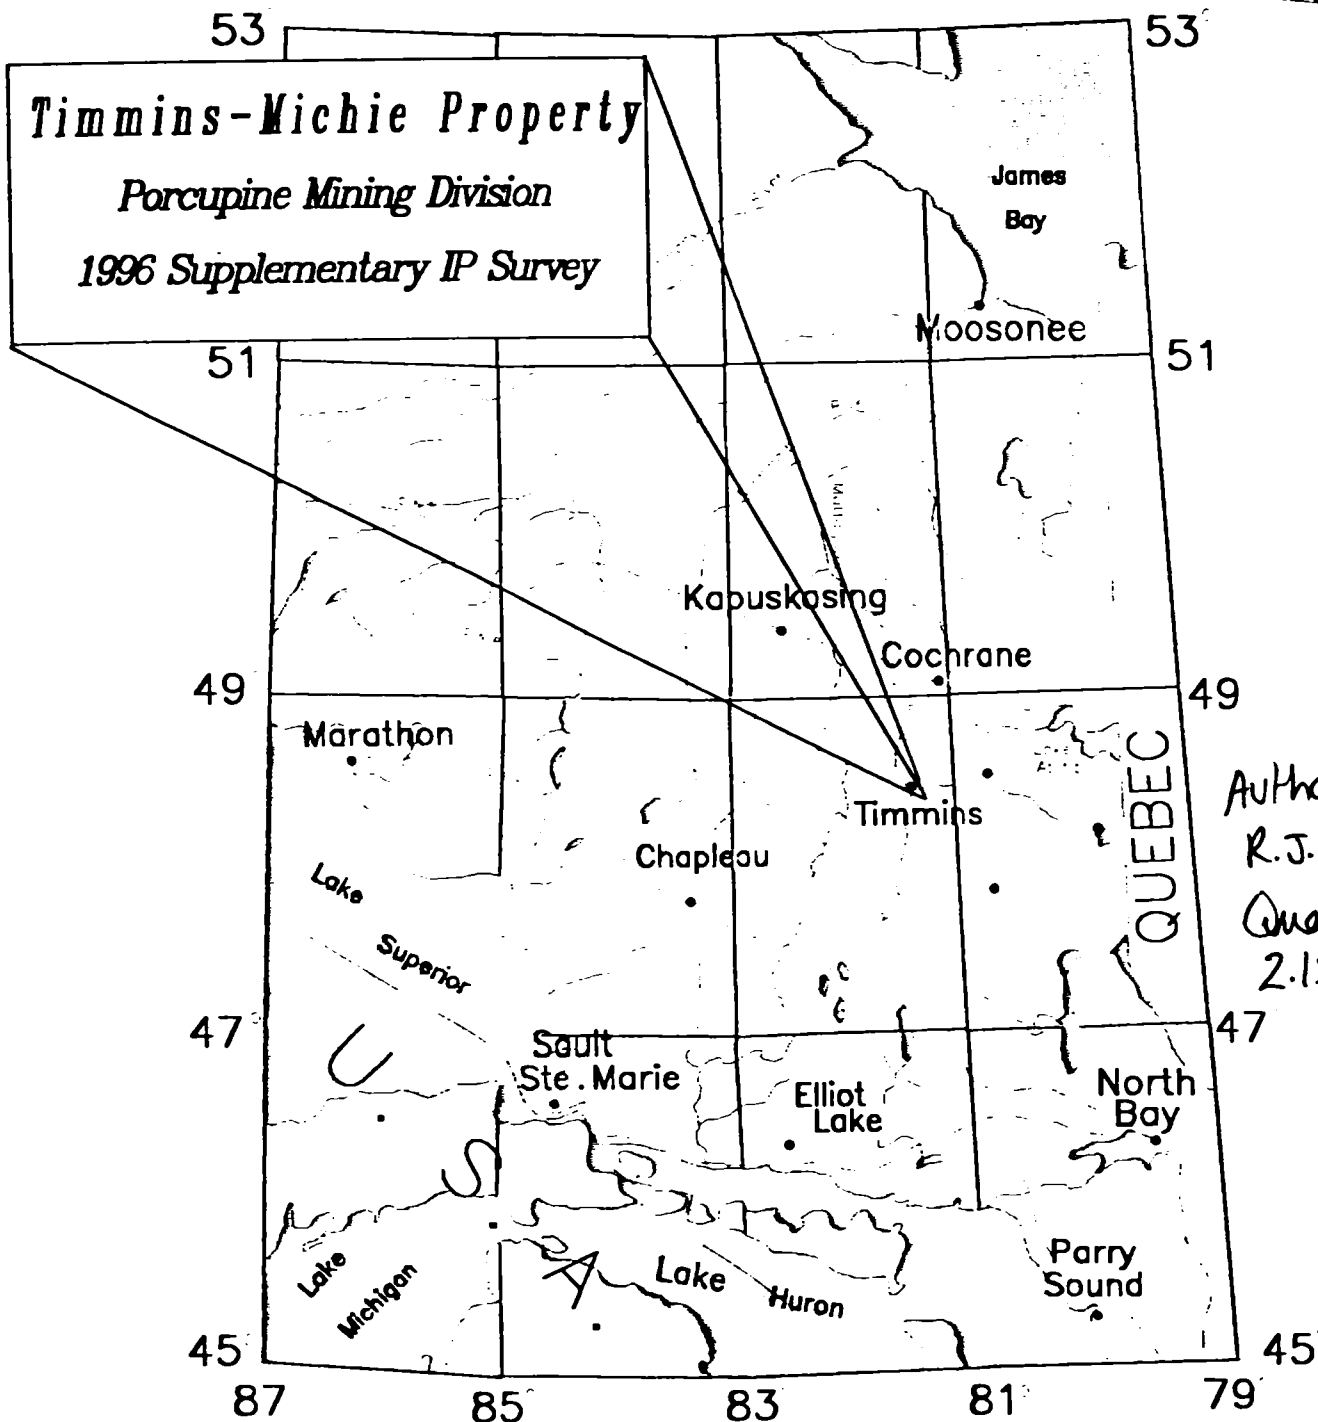 53
53
Timmins-Michie Property
Porcupine Mining Division
1996 Supplementary IP Survey
James
Bay
Moosonee
51
51
Kapuskasing
Cochrane
49
49
Marathon
Timmins
QUEBEC
Chapleau
R.J.
2.1
Lake
Superior
47
47
Sault
Ste. Marie
Elliot
Lake
North
Bay
U
S
A
Lake
Michigan
Lake
Huron
Parry
Sound
45
45
87
85
83
81
79